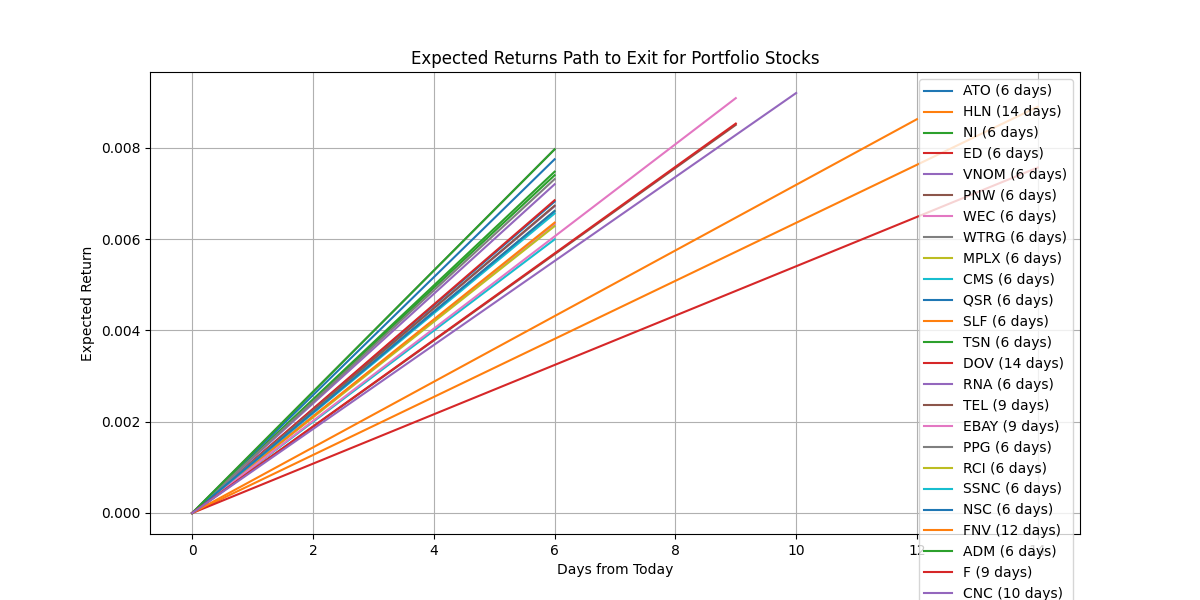 Expected Returns Path to Exit for Portfolio Stocks
Expected Return
0.008
0.006
0.004
0.002
0.000
0
2
4
6
8
10
12
Days from Today
ATO (6 days)
HLN (14 days)
NI (6 days)
ED (6 days)
VNOM (6 days)
PNW (6 days)
WEC (6 days)
WTRG (6 days)
MPLX (6 days)
CMS (6 days)
QSR (6 days)
SLF (6 days)
TSN (6 days)
DOV (14 days)
RNA (6 days)
TEL (9 days)
EBAY (9 days)
PPG (6 days)
RCI (6 days)
SSNC (6 days)
NSC (6 days)
FNV (12 days)
ADM (6 days)
F (9 days)
CNC (10 days)